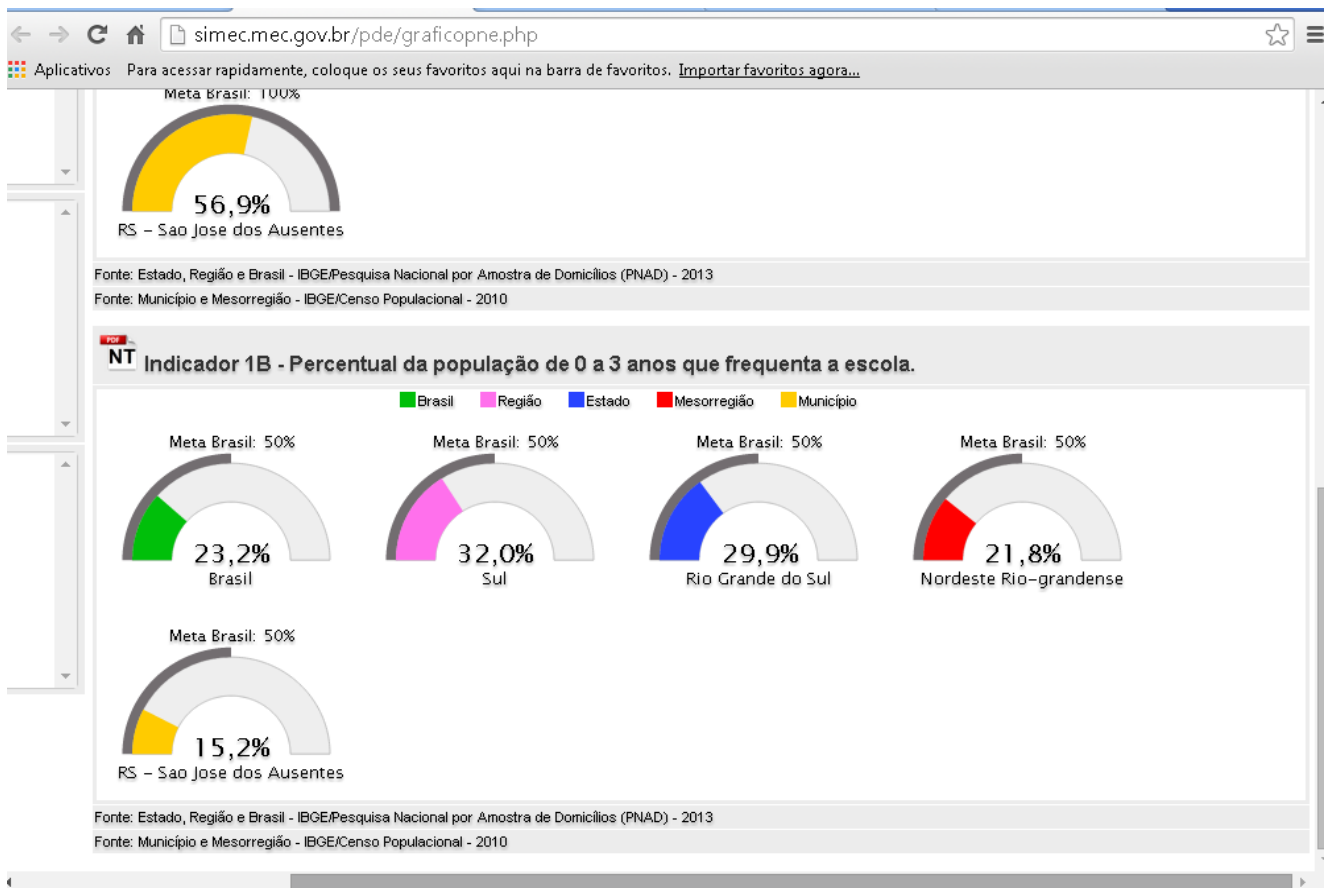 simec.mec.gov.br/pde/graficopne.php
Aplicativos Para acessar rapidamente, coloque os seus favoritos aqui na barra de favoritos. Importar favoritos agora...
Meta Brasil: 100%
56,9%
RS - Sao Jose dos Ausentes
Fonte: Estado, Região e Brasil - IBGE/Pesquisa Nacional por Amostra de Domicílios (PNAD) - 2013
Fonte: Município e Mesorregião - IBGE/Censo Populacional - 2010
PDF
NT Indicador 1B - Percentual da população de 0 a 3 anos que frequenta a escola.
Brasil Região Estado Mesorregião Município
Meta Brasil: 50% Meta Brasil: 50% Meta Brasil: 50% Meta Brasil: 50%
23,2% 32,0% 29,9% 21,8%
Brasil Sul Rio Grande do Sul Nordeste Rio-grandense
Meta Brasil: 50%
15,2%
RS - Sao Jose dos Ausentes
Fonte: Estado, Região e Brasil - IBGE/Pesquisa Nacional por Amostra de Domicílios (PNAD) - 2013
Fonte: Município e Mesorregião - IBGE/Censo Populacional - 2010